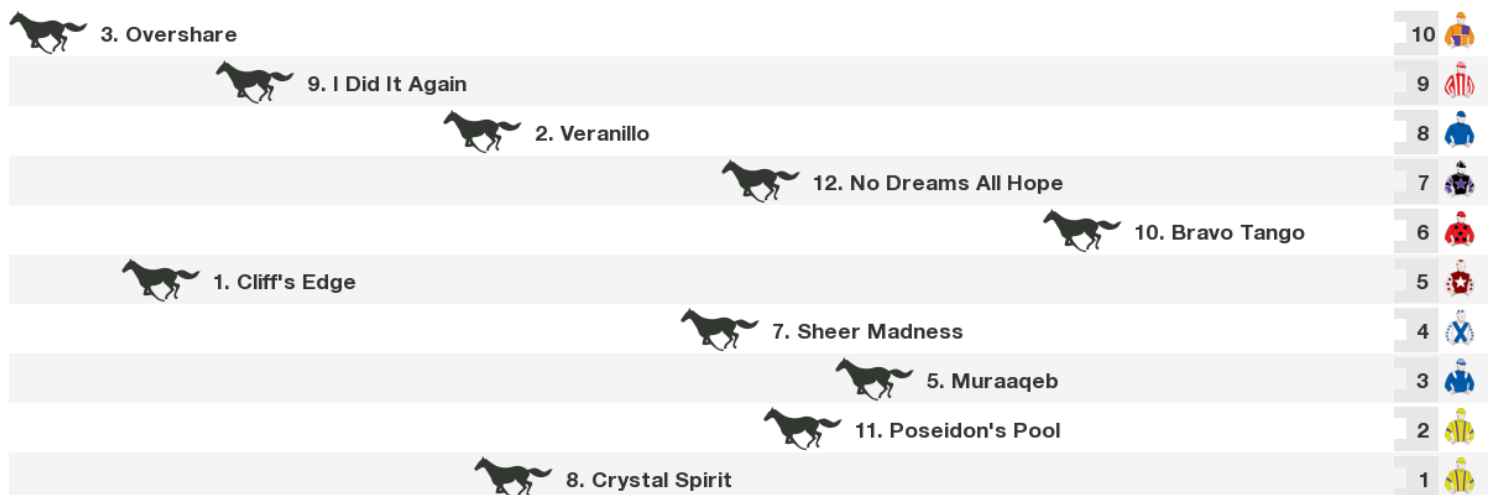 3. Overshare 10
9. I Did It Again 9
2. Veranillo 8
12. No Dreams All Hope 7
10. Bravo Tango 6
1. Cliff's Edge 5
7. Sheer Madness 4
5. Muraaqeb 3
11. Poseidon's Pool 2
8. Crystal Spirit 1